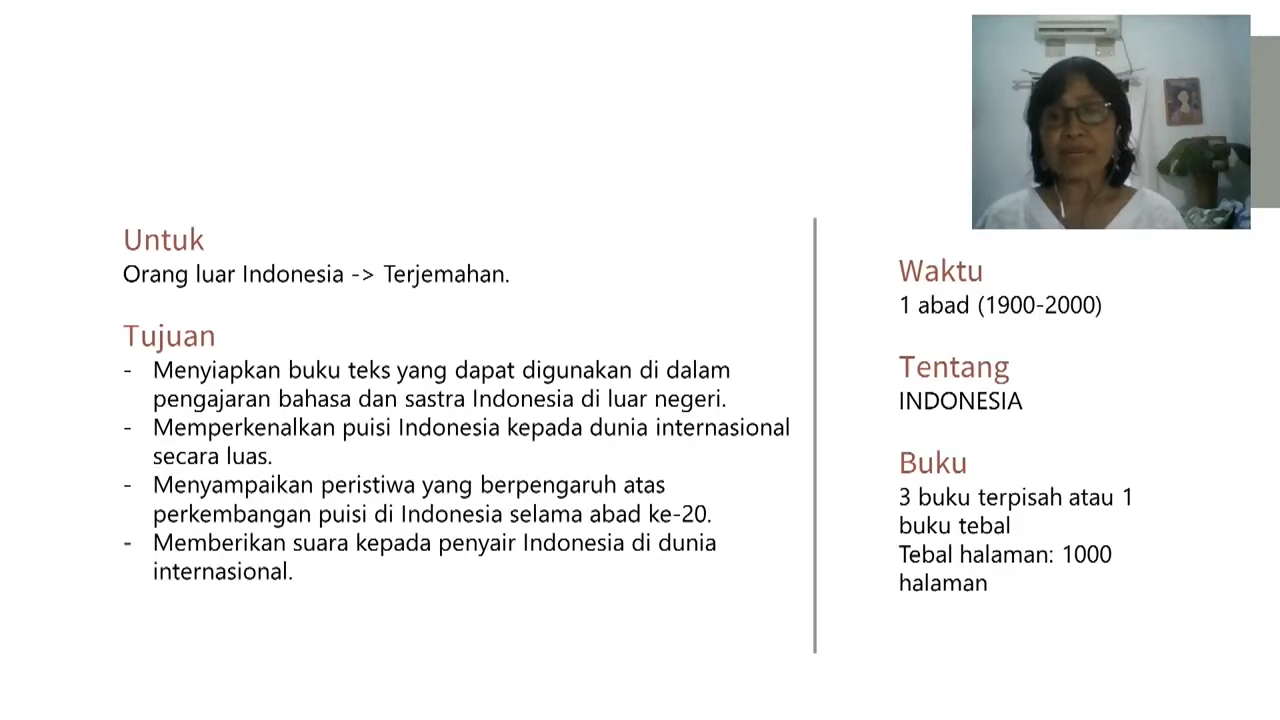 Untuk
Orang luar Indonesia -> Terjemahan.
Tujuan
- Menyiapkan buku teks yang dapat digunakan di dalam
pengajaran bahasa dan sastra Indonesia di luar negeri.
- Memperkenalkan puisi Indonesia kepada dunia internasional
secara luas.
- Menyampaikan peristiwa yang berpengaruh atas
perkembangan puisi di Indonesia selama abad ke-20.
- Memberikan suara kepada penyair Indonesia di dunia
internasional.
Waktu
1 abad (1900-2000)
Tentang
INDONESIA
Buku
3 buku terpisah atau 1
buku tebal
Tebal halaman: 1000
halaman